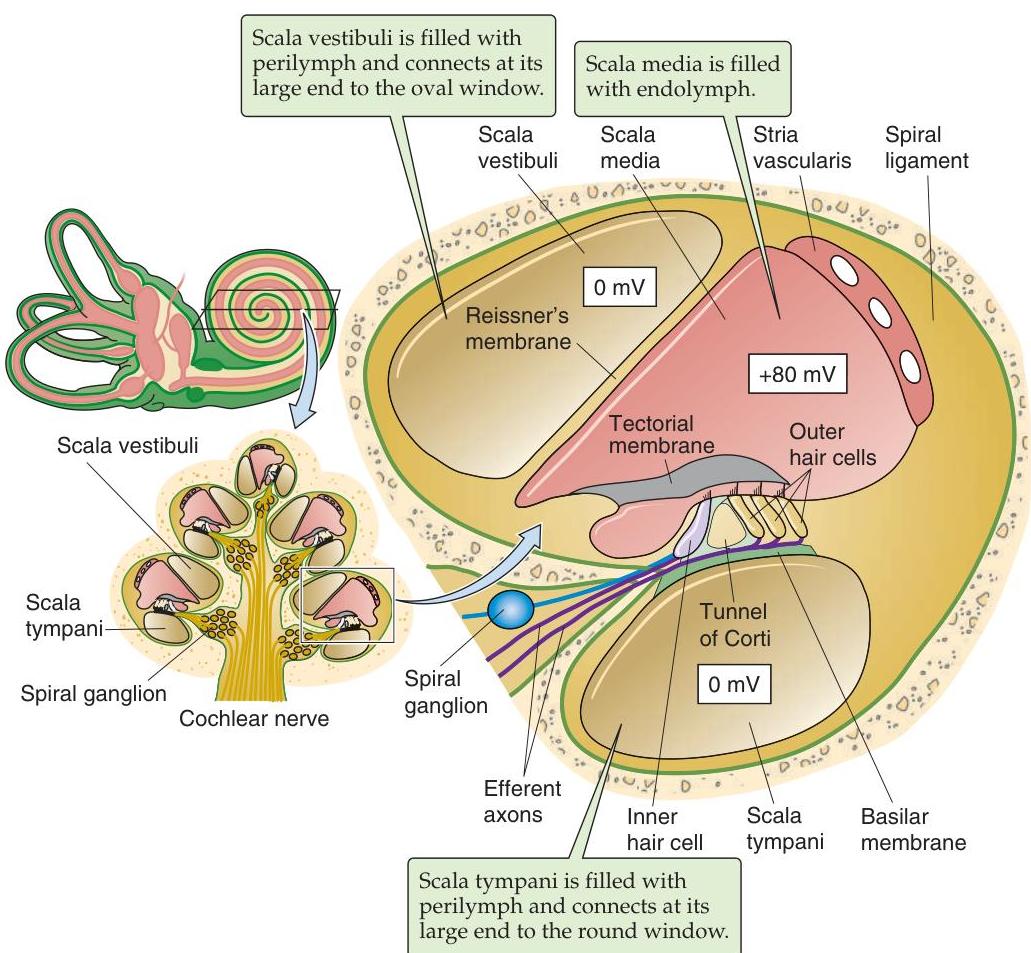 Scala vestibuli is filled with
perilymph and connects at its
large end to the oval window.
Scala media is filled
with endolymph.
Scala
vestibuli
Scala
media
Stria
vascularis
Spiral
ligament
0 mV
Reissner's
membrane
+80 mV
Tectorial
membrane
Outer
hair cells
Scala vestibuli
Scala
tympani
Spiral ganglion
Cochlear nerve
Spiral
ganglion
Tunnel
of Corti
0 mV
Efferent
axons
Inner
hair cell
Scala
tympani
Basilar
membrane
Scala tympani is filled with
perilymph and connects at its
large end to the round window.